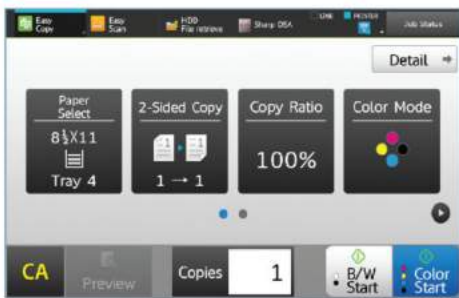 Easy
Copy
Easy
Scan
HDD
File retrieve
Sharp OSA
LINE
Job Status
Detail
Paper
Select
8½X11
Tray 4
2-Sided Copy
1 → 1
Copy Ratio
100%
Color Mode
CA
Preview
Copies
1
B/W
Start
Color
Start